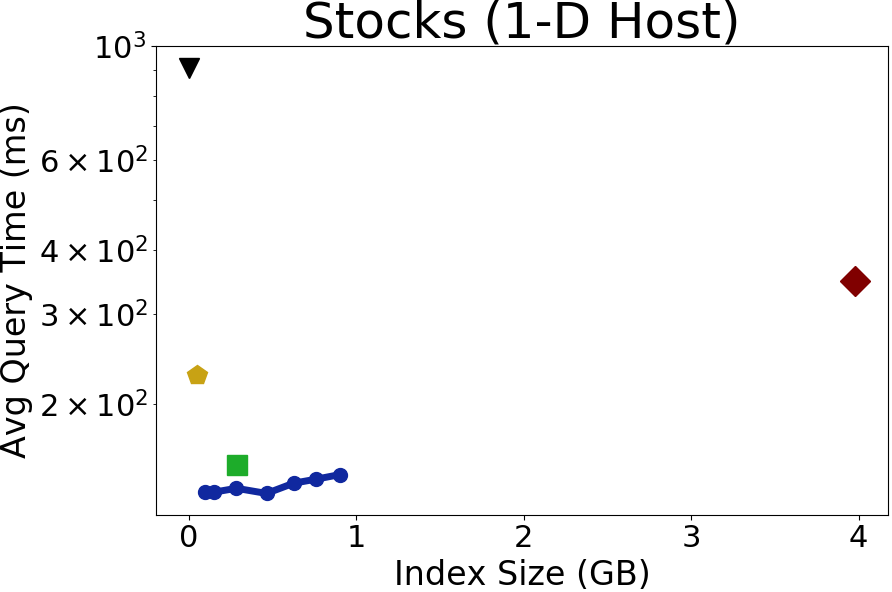 Stocks (1-D Host)
10³
6 × 10²
4 × 10²
3 × 10²
2 × 10²
Avg Query Time (ms)
0 1 2 3 4
Index Size (GB)